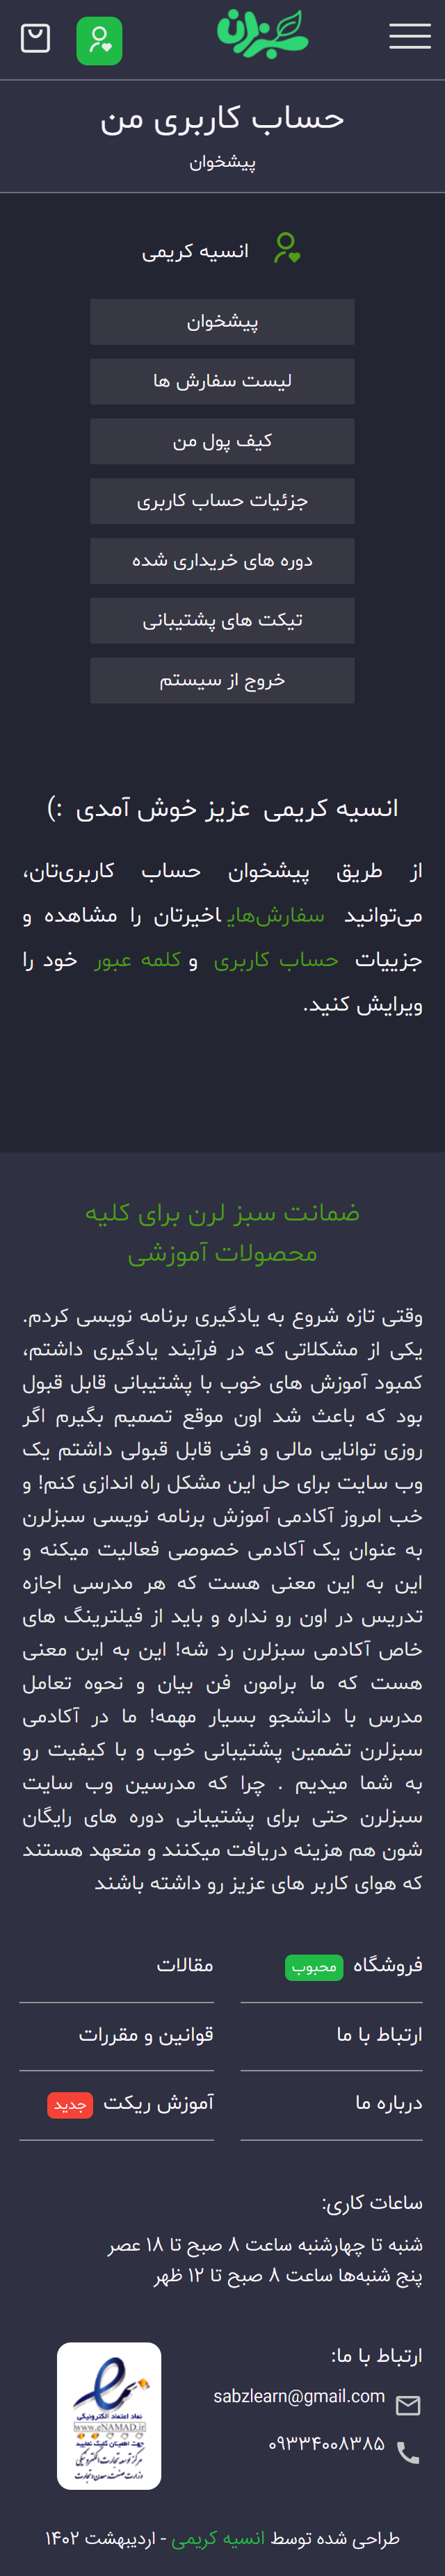 سبزلرن
حساب کاربری من
پیشخوان
انسیه کریمی
پیشخوان
لیست سفارش ها
کیف پول من
جزئیات حساب کاربری
دوره های خریداری شده
تیکت های پشتیبانی
خروج از سیستم
انسیه کریمی عزیز خوش آمدی :)
از طریق پیشخوان حساب کاربری‌تان،
می‌توانید سفارش‌های اخیرتان را مشاهده و
جزییات حساب کاربری و کلمه عبور خود را
ویرایش کنید.
ضمانت سبز لرن برای کلیه
محصولات آموزشی
وقتی تازه شروع به یادگیری برنامه نویسی کردم.
یکی از مشکلاتی که در فرآیند یادگیری داشتم،
کمبود آموزش های خوب با پشتیبانی قابل قبول
بود که باعث شد اون موقع تصمیم بگیرم اگر
روزی توانایی مالی و فنی قابل قبولی داشتم یک
وب سایت برای حل این مشکل راه اندازی کنم! و
خب امروز آکادمی آموزش برنامه نویسی سبزلرن
به عنوان یک آکادمی خصوصی فعالیت میکنه و
این به این معنی هست که هر مدرسی اجازه
تدریس در اون رو نداره و باید از فیلترینگ های
خاص آکادمی سبزلرن رد شه! این به این معنی
هست که ما برامون فن بیان و نحوه تعامل
مدرس با دانشجو بسیار مهمه! ما در آکادمی
سبزلرن تضمین پشتیبانی خوب و با کیفیت رو
به شما میدیم . چرا که مدرسین وب سایت
سبزلرن حتی برای پشتیبانی دوره های رایگان
شون هم هزینه دریافت میکنند و متعهد هستند
که هوای کاربر های عزیز رو داشته باشند
فروشگاه محبوب
مقالات
ارتباط با ما
قوانین و مقررات
درباره ما
آموزش ریکت جدید
ساعات کاری:
شنبه تا چهارشنبه ساعت ۸ صبح تا ۱۸ عصر
پنج شنبه‌ها ساعت ۸ صبح تا ۱۲ ظهر
ارتباط با ما:
sabzlearn@gmail.com
۰۹۳۳۴۰۰۸۳۸۵
نماد اعتماد الکترونیکی
www.eNAMAD.ir
جهت اطمینان کلیک نمایید
مرکز توسعه تجارت الکترونیکی
وزارت صنعت، معدن و تجارت
طراحی شده توسط انسیه کریمی - اردیبهشت ۱۴۰۲